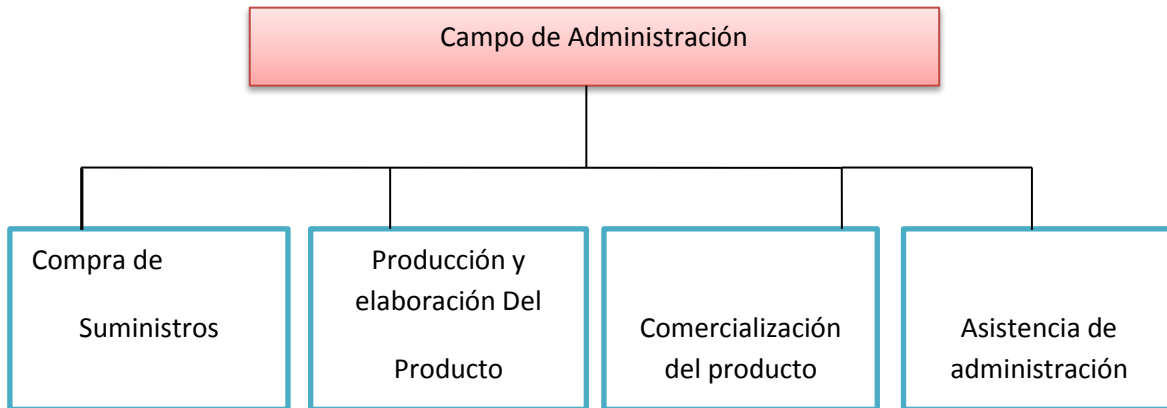 Campo de Administración
Compra de
Suministros
Producción y
elaboración Del
Producto
Comercialización
del producto
Asistencia de
administración